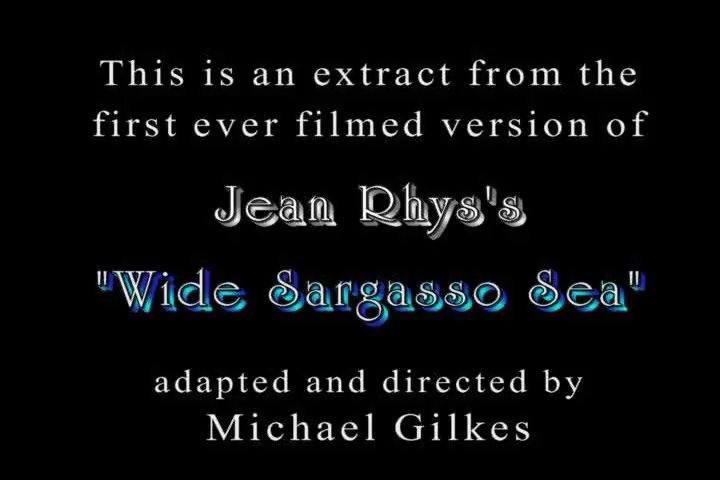 This is an extract from the
first ever filmed version of
Jean Rhys's
"Wide Sargasso Sea"
adapted and directed by
Michael Gilkes